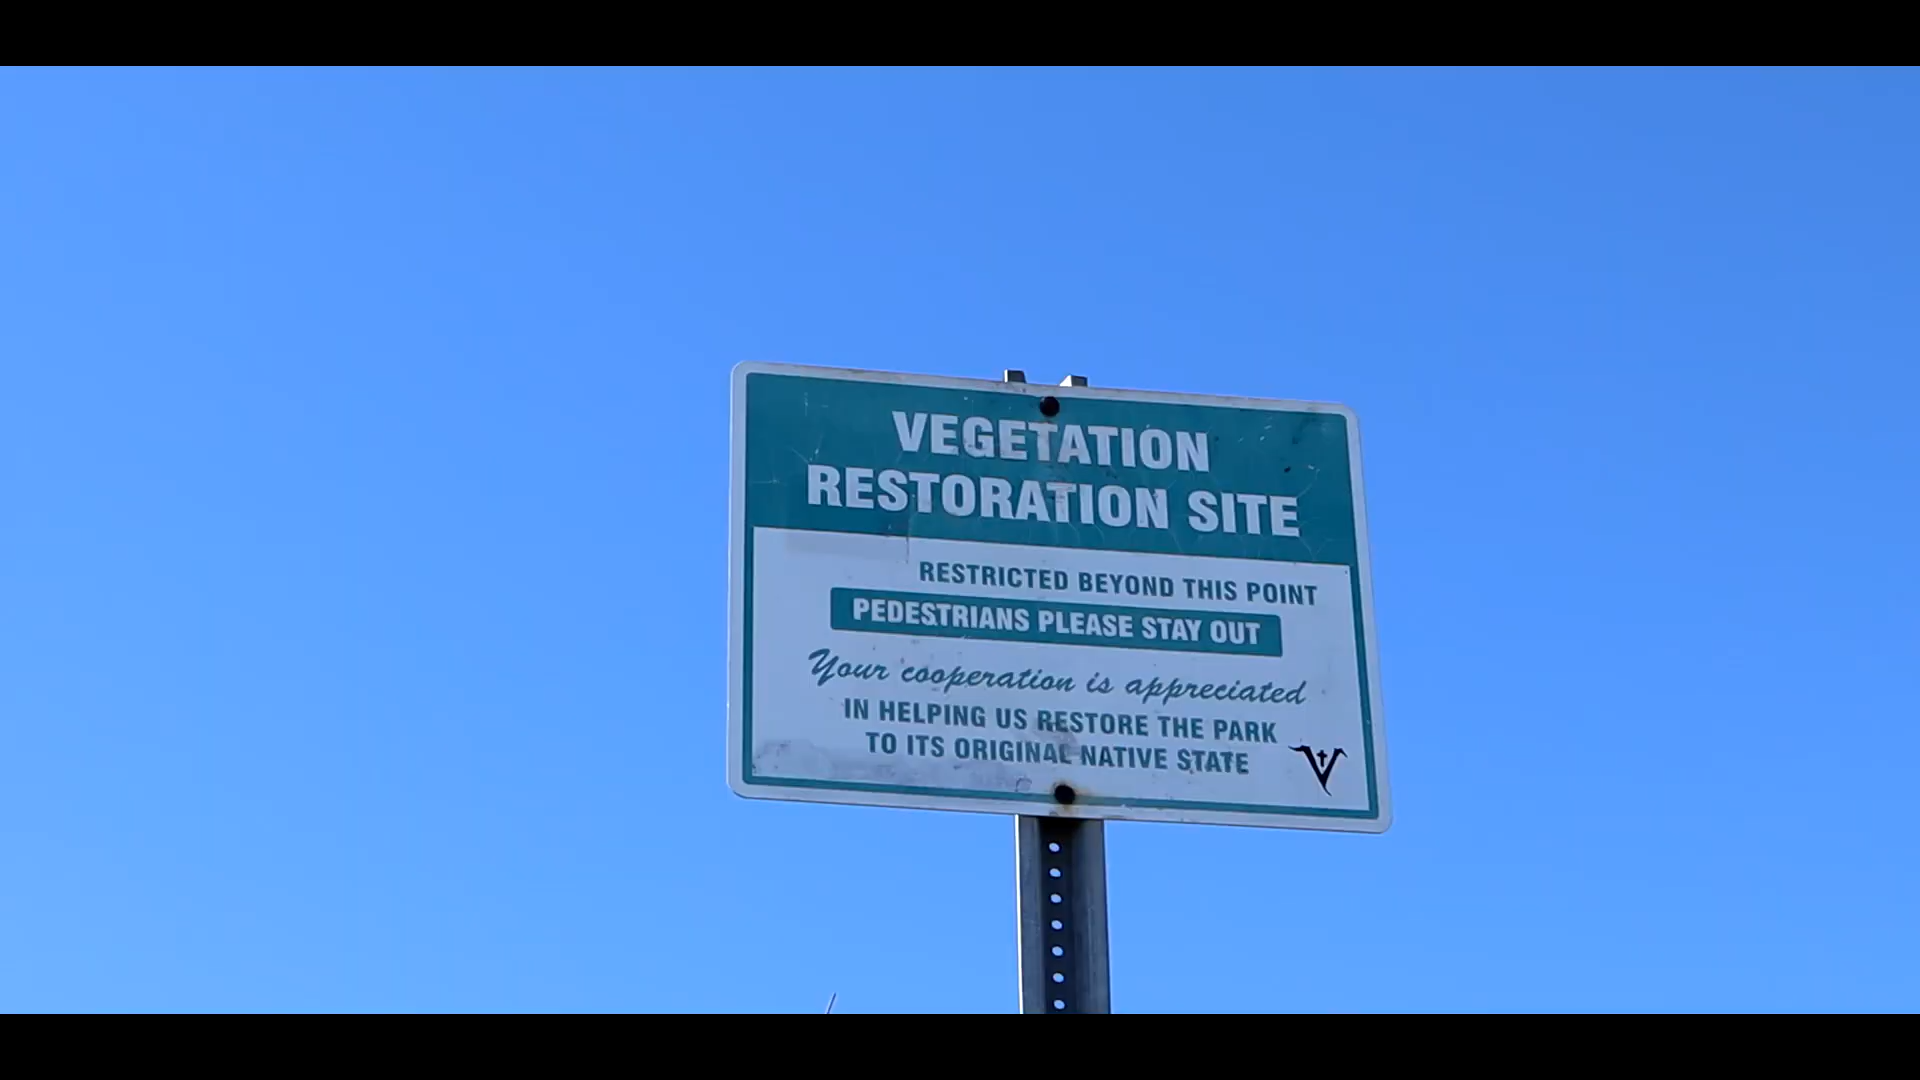 VEGETATION
RESTORATION SITE
RESTRICTED BEYOND THIS POINT
PEDESTRIANS PLEASE STAY OUT
Your cooperation is appreciated
IN HELPING US RESTORE THE PARK
TO ITS ORIGINAL NATIVE STATE